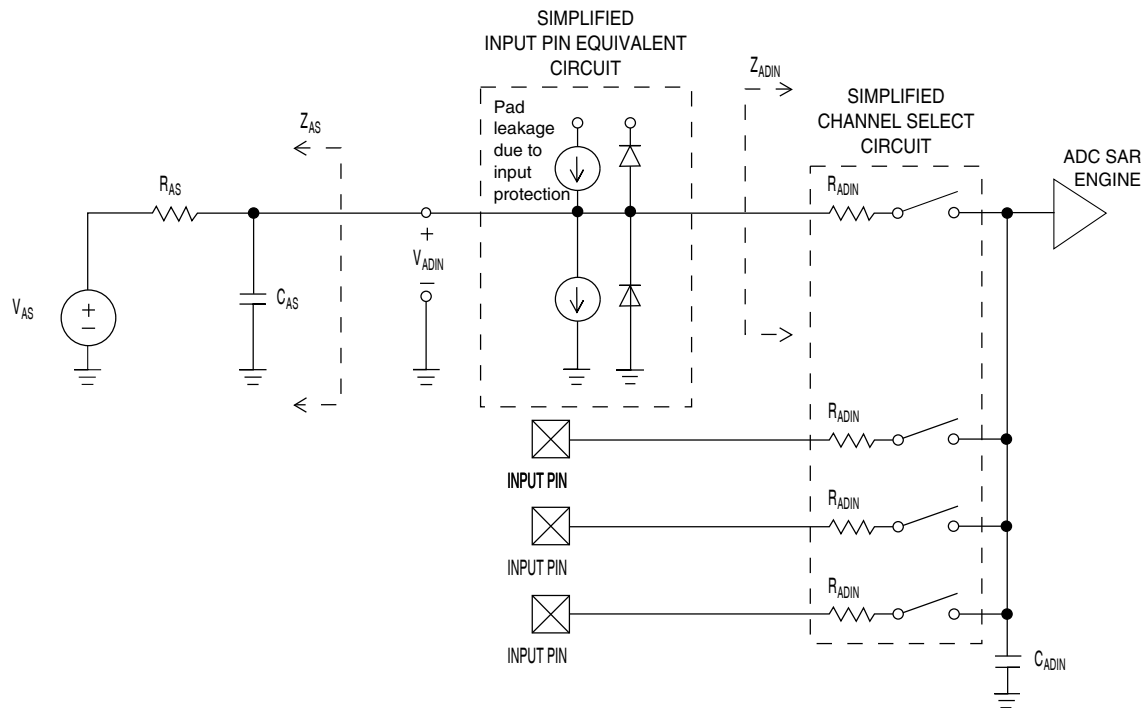 SIMPLIFIED
INPUT PIN EQUIVALENT
CIRCUIT
Pad
leakage
due to
input
protection
Z_ADIN
SIMPLIFIED
CHANNEL SELECT
CIRCUIT
ADC SAR
ENGINE
Z_AS
R_AS
R_ADIN
+
V_ADIN
−
V_AS
+
−
C_AS
R_ADIN
INPUT PIN
R_ADIN
INPUT PIN
R_ADIN
INPUT PIN
C_ADIN